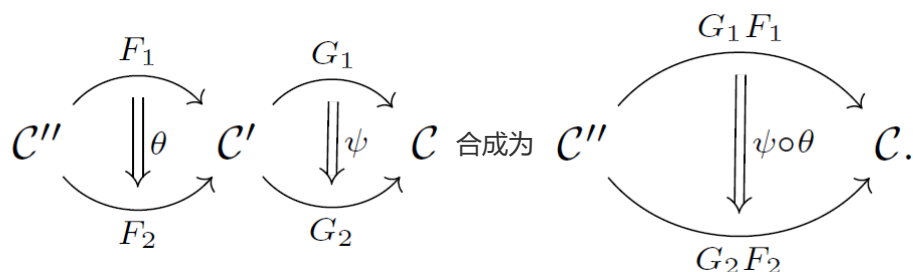 F₁ G₁ G₁F₁
𝒞″ θ 𝒞′ ψ 𝒞 合成为 𝒞″ ψ∘θ 𝒞.
F₂ G₂ G₂F₂